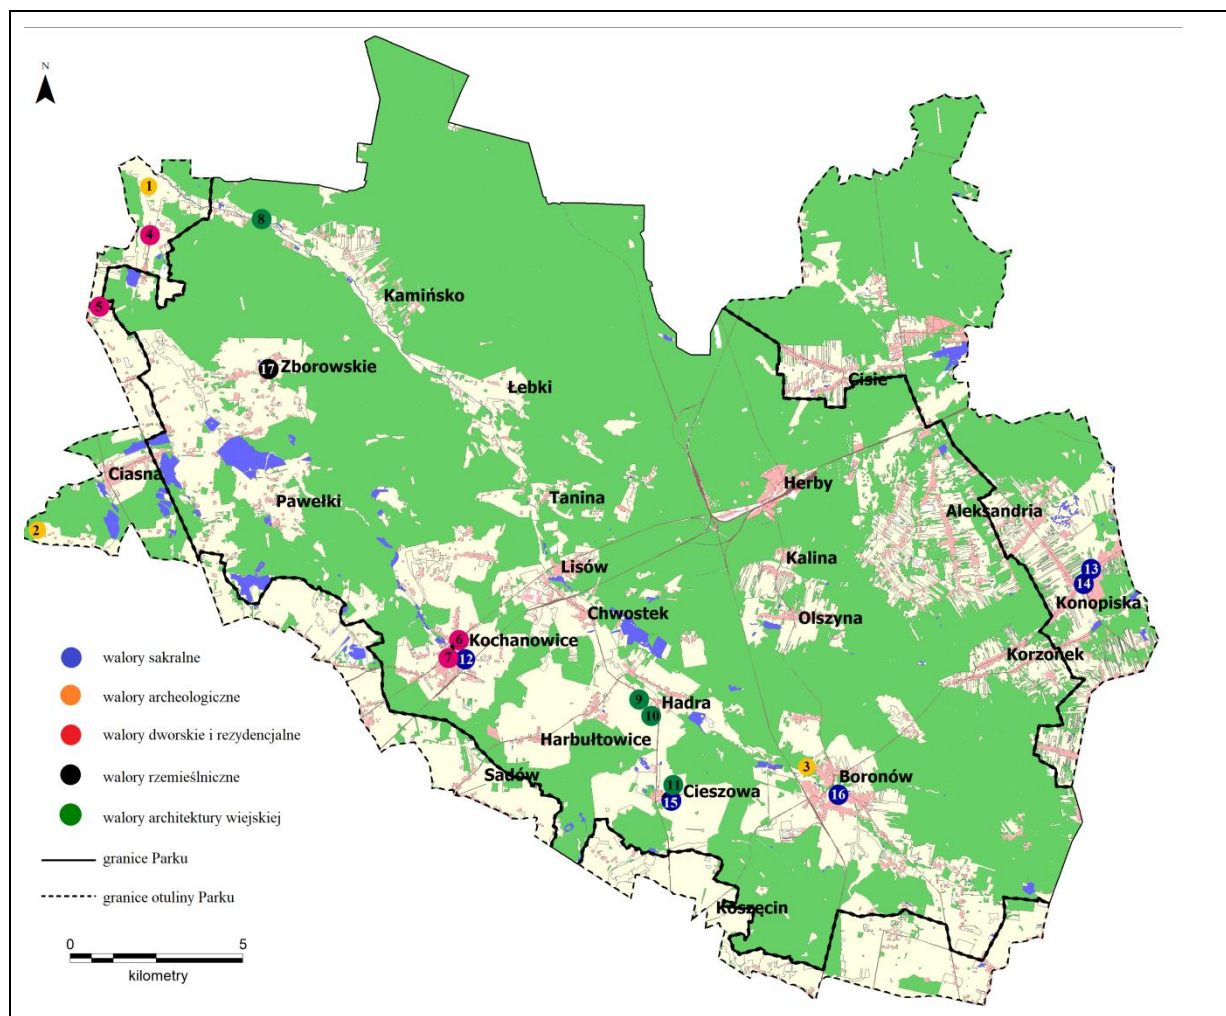 N
1
8
4
Kamińsko
5
17 Zborowskie
Łebki
Cisie
Ciasna
Pawełki
Tanina
Herby
Aleksandria
2
Lisów
Kalina
13
14
Konopiska
Chwostek
Olszyna
6 Kochanowice
7 12
Korzonek
9
10 Hadra
Harbułtowice
Sadów
3
Boronów
11 Cieszowa
15
16
Koszęcin
walory sakralne
walory archeologiczne
walory dworskie i rezydencjalne
walory rzemieślniczne
walory architektury wiejskiej
granice Parku
granice otuliny Parku
0 5
kilometry